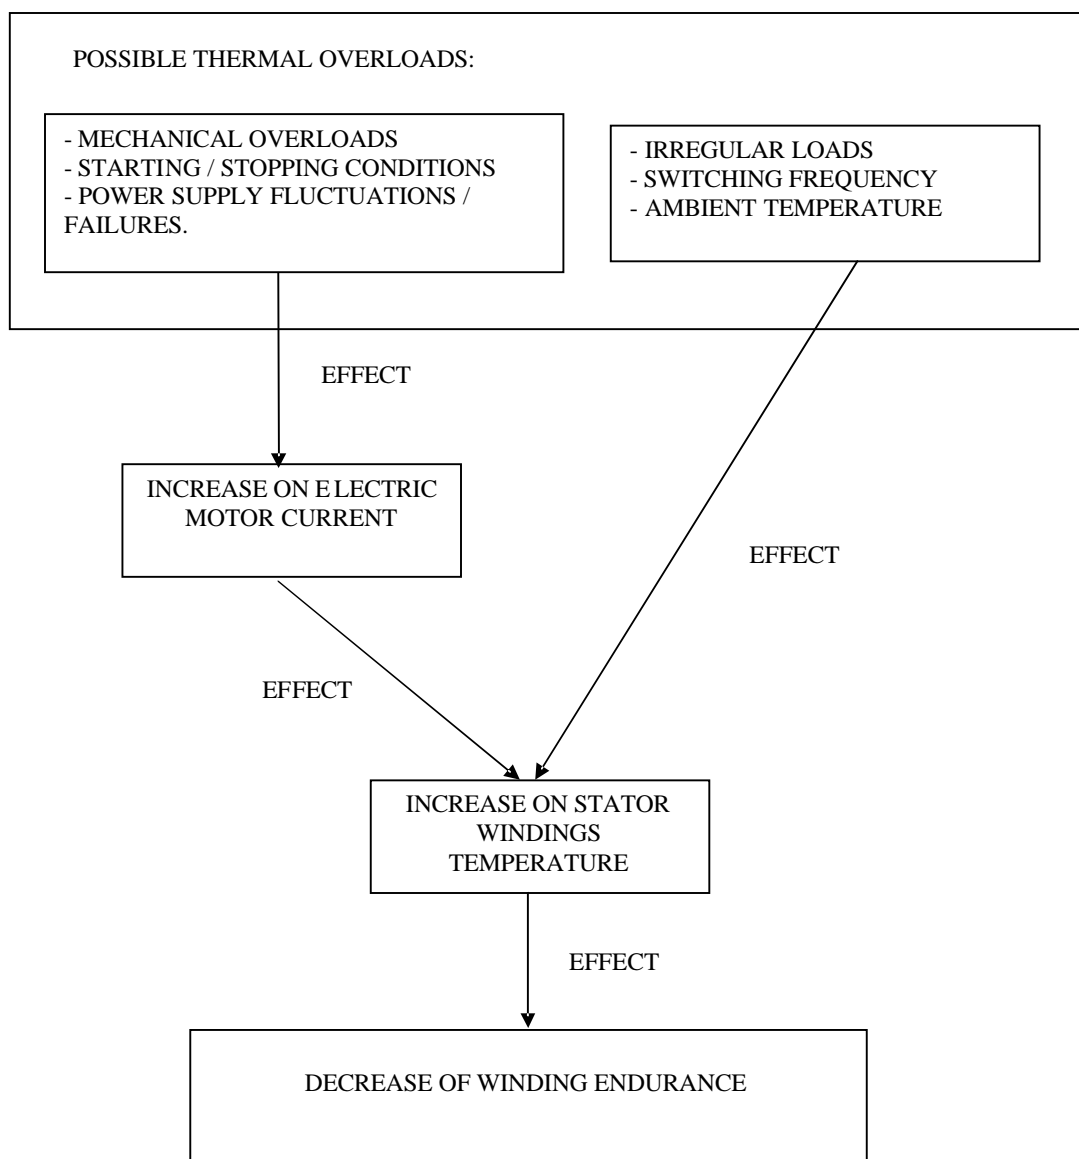 POSSIBLE THERMAL OVERLOADS:
- MECHANICAL OVERLOADS
- STARTING / STOPPING CONDITIONS
- POWER SUPPLY FLUCTUATIONS /
FAILURES.
- IRREGULAR LOADS
- SWITCHING FREQUENCY
- AMBIENT TEMPERATURE
EFFECT
INCREASE ON ELECTRIC
MOTOR CURRENT
EFFECT
EFFECT
INCREASE ON STATOR
WINDINGS
TEMPERATURE
EFFECT
DECREASE OF WINDING ENDURANCE